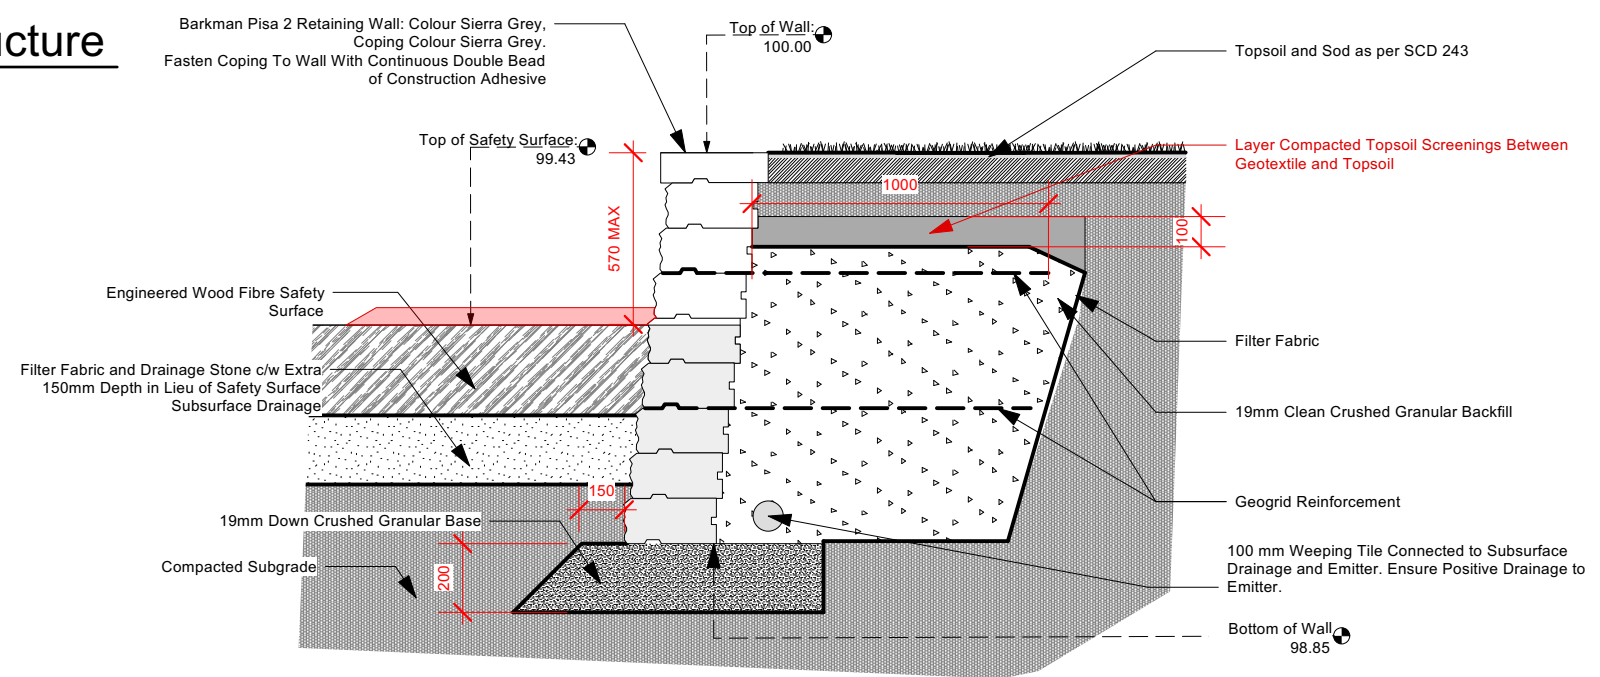 ucture
Barkman Pisa 2 Retaining Wall: Colour Sierra Grey,
Coping Colour Sierra Grey.
Fasten Coping To Wall With Continuous Double Bead
of Construction Adhesive
Top of Wall:
100.00
Topsoil and Sod as per SCD 243
Top of Safety Surface:
99.43
Layer Compacted Topsoil Screenings Between
Geotextile and Topsoil
1000
100
570 MAX
Engineered Wood Fibre Safety
Surface
Filter Fabric
Filter Fabric and Drainage Stone c/w Extra
150mm Depth in Lieu of Safety Surface
Subsurface Drainage
19mm Clean Crushed Granular Backfill
150
Geogrid Reinforcement
19mm Down Crushed Granular Base
Compacted Subgrade
200
100 mm Weeping Tile Connected to Subsurface
Drainage and Emitter. Ensure Positive Drainage to
Emitter.
Bottom of Wall
98.85